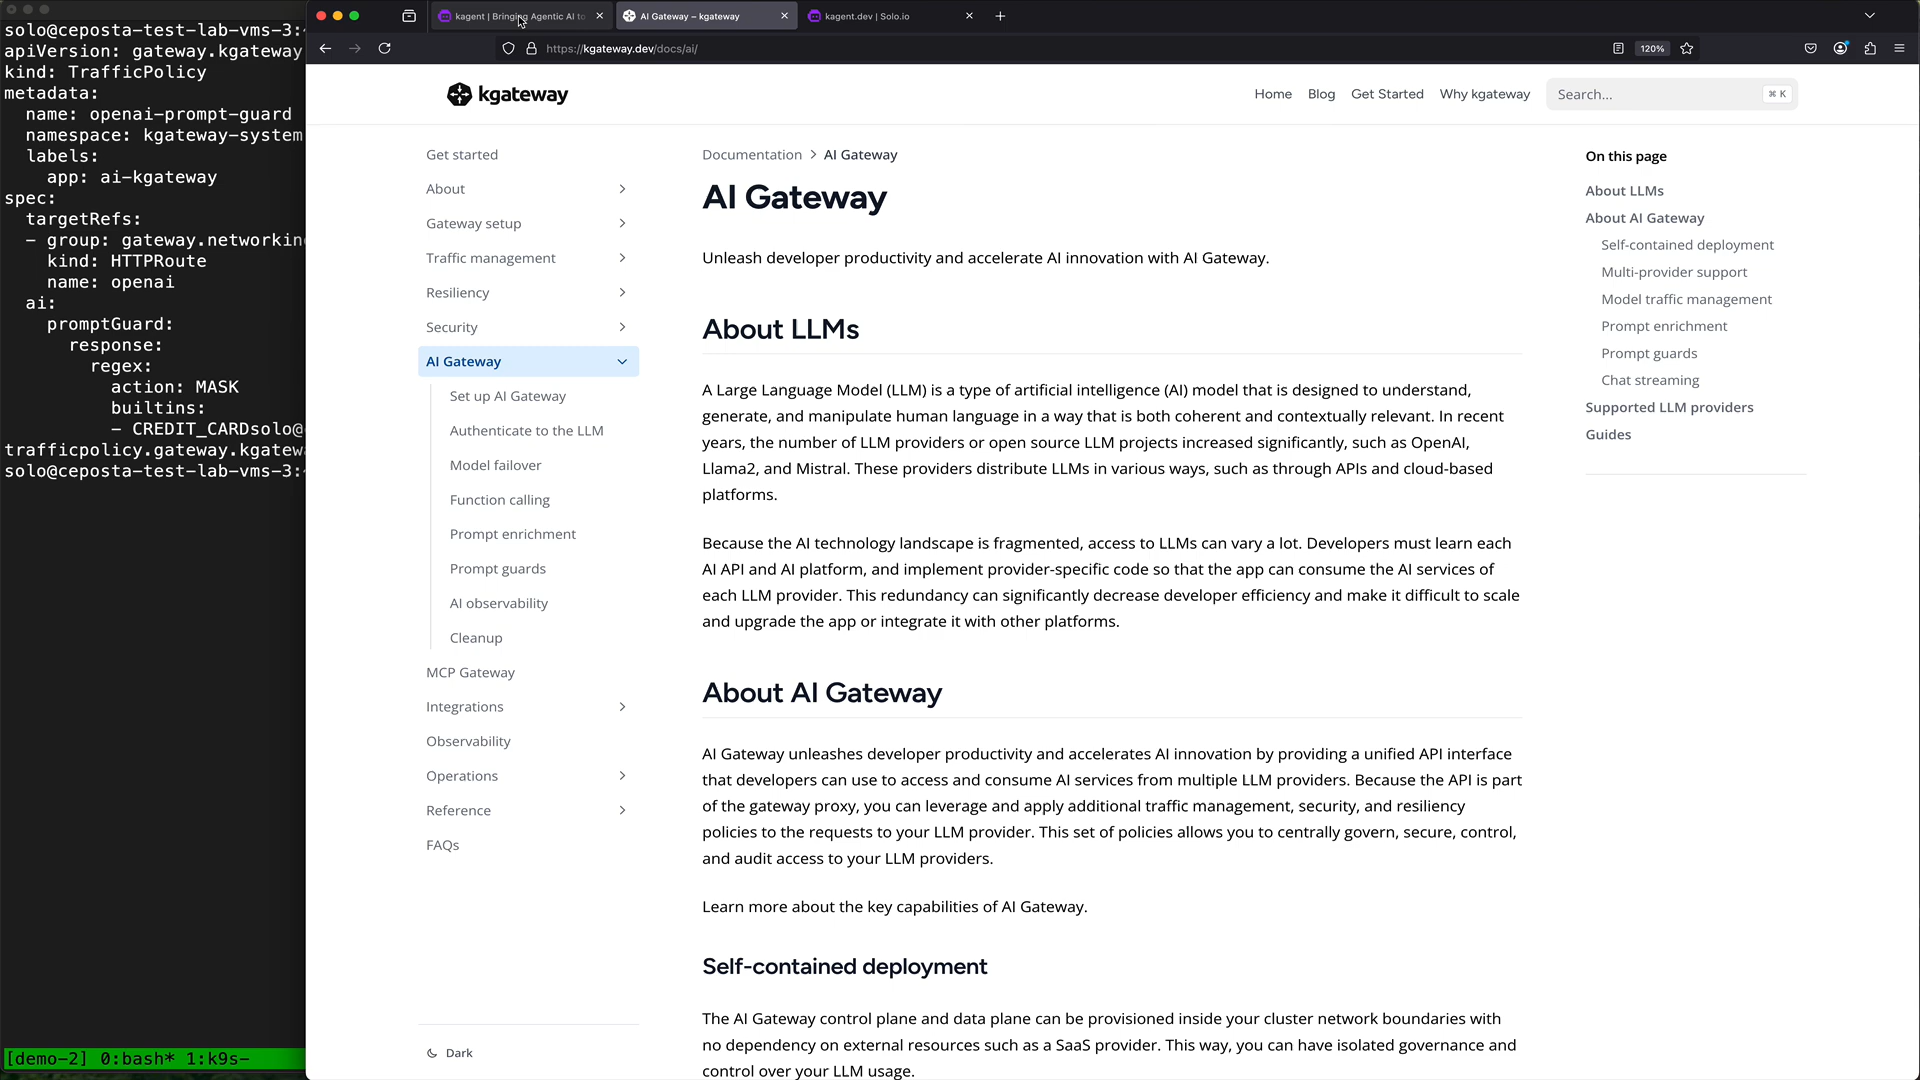 solo@ceposta-test-lab-vms-3:
apiVersion: gateway.kgateway
kind: TrafficPolicy
metadata:
  name: openai-prompt-guard
  namespace: kgateway-system
  labels:
    app: ai-kgateway
spec:
  targetRefs:
  - group: gateway.networkin
    kind: HTTPRoute
    name: openai
  ai:
    promptGuard:
      response:
        regex:
          action: MASK
          builtins:
          - CREDIT_CARDsolo@
trafficpolicy.gateway.kgatew
solo@ceposta-test-lab-vms-3:
[demo-2] 0:bash* 1:k9s-
kagent | Bringing Agentic AI to
AI Gateway – kgateway
kagent.dev | Solo.io
https://kgateway.dev/docs/ai/
120%
kgateway
Home
Blog
Get Started
Why kgateway
Search...
⌘ K
Get started
About
Gateway setup
Traffic management
Resiliency
Security
AI Gateway
Set up AI Gateway
Authenticate to the LLM
Model failover
Function calling
Prompt enrichment
Prompt guards
AI observability
Cleanup
MCP Gateway
Integrations
Observability
Operations
Reference
FAQs
Dark
Documentation > AI Gateway
AI Gateway
Unleash developer productivity and accelerate AI innovation with AI Gateway.
About LLMs
A Large Language Model (LLM) is a type of artificial intelligence (AI) model that is designed to understand,
generate, and manipulate human language in a way that is both coherent and contextually relevant. In recent
years, the number of LLM providers or open source LLM projects increased significantly, such as OpenAI,
Llama2, and Mistral. These providers distribute LLMs in various ways, such as through APIs and cloud-based
platforms.
Because the AI technology landscape is fragmented, access to LLMs can vary a lot. Developers must learn each
AI API and AI platform, and implement provider-specific code so that the app can consume the AI services of
each LLM provider. This redundancy can significantly decrease developer efficiency and make it difficult to scale
and upgrade the app or integrate it with other platforms.
About AI Gateway
AI Gateway unleashes developer productivity and accelerates AI innovation by providing a unified API interface
that developers can use to access and consume AI services from multiple LLM providers. Because the API is part
of the gateway proxy, you can leverage and apply additional traffic management, security, and resiliency
policies to the requests to your LLM provider. This set of policies allows you to centrally govern, secure, control,
and audit access to your LLM providers.
Learn more about the key capabilities of AI Gateway.
Self-contained deployment
The AI Gateway control plane and data plane can be provisioned inside your cluster network boundaries with
no dependency on external resources such as a SaaS provider. This way, you can have isolated governance and
control over your LLM usage.
On this page
About LLMs
About AI Gateway
Self-contained deployment
Multi-provider support
Model traffic management
Prompt enrichment
Prompt guards
Chat streaming
Supported LLM providers
Guides